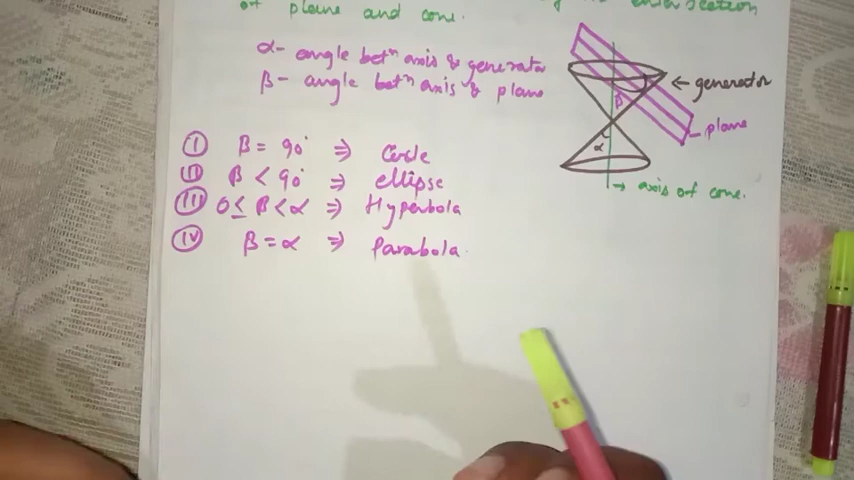 of plane and cone.
α- angle betⁿ axis & generator
β- angle betⁿ axis & plane
← generator
plane
β
α
→ axis of cone.
I β = 90° ⇒ Circle
II β < 90° ⇒ ellipse
III 0 ≤ β < α ⇒ Hyperbola
IV β = α ⇒ Parabola.